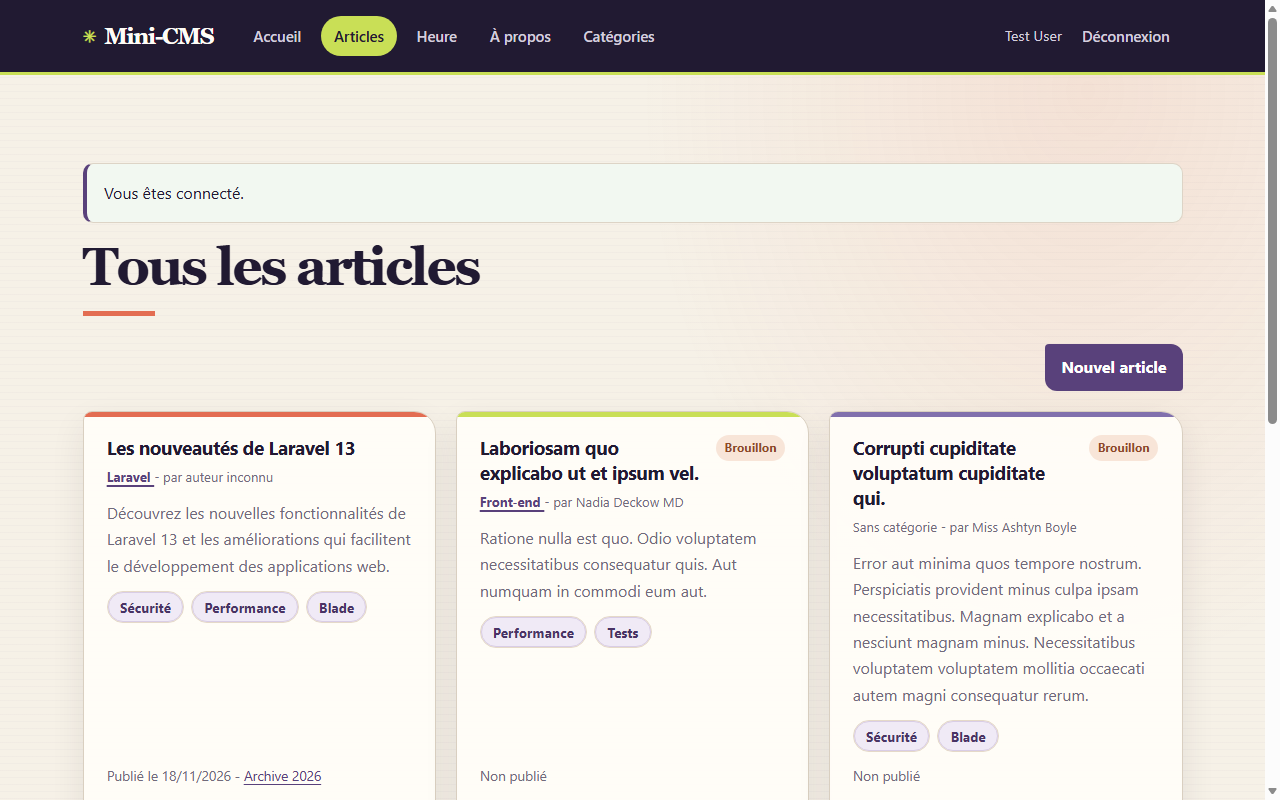 ✳ Mini-CMS Accueil Articles Heure À propos Catégories Test User Déconnexion
Vous êtes connecté.
Tous les articles
Nouvel article
Les nouveautés de Laravel 13
Laravel - par auteur inconnu
Découvrez les nouvelles fonctionnalités de
Laravel 13 et les améliorations qui facilitent
le développement des applications web.
Sécurité Performance Blade
Publié le 18/11/2026 - Archive 2026
Laboriosam quo
explicabo ut et ipsum vel.
Brouillon
Front-end - par Nadia Deckow MD
Ratione nulla est quo. Odio voluptatem
necessitatibus consequatur quis. Aut
numquam in commodi eum aut.
Performance Tests
Non publié
Corrupti cupiditate
voluptatum cupiditate
qui.
Brouillon
Sans catégorie - par Miss Ashtyn Boyle
Error aut minima quos tempore nostrum.
Perspiciatis provident minus culpa ipsam
necessitatibus. Magnam explicabo et a
nesciunt magnam minus. Necessitatibus
voluptatem voluptatem mollitia occaecati
autem magni consequatur rerum.
Sécurité Blade
Non publié